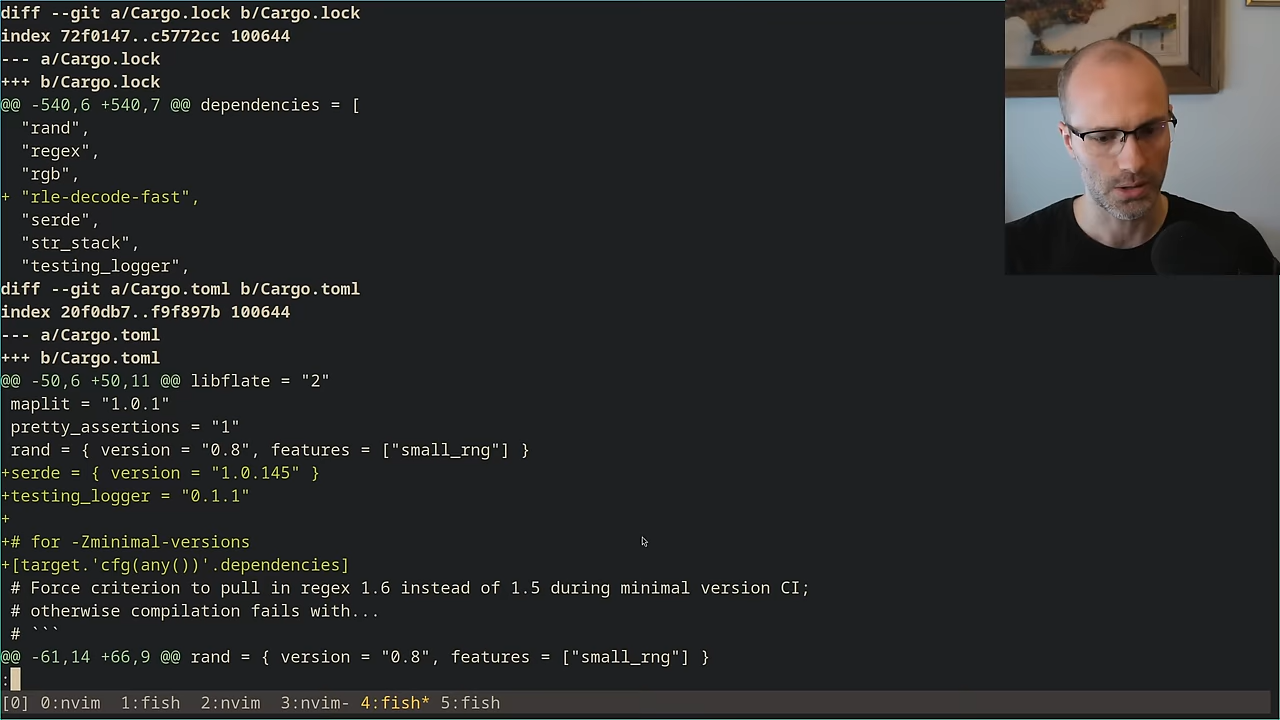 diff --git a/Cargo.lock b/Cargo.lock
index 72f0147..c5772cc 100644
--- a/Cargo.lock
+++ b/Cargo.lock
@@ -540,6 +540,7 @@ dependencies = [
  "rand",
  "regex",
  "rgb",
+ "rle-decode-fast",
  "serde",
  "str_stack",
  "testing_logger",
diff --git a/Cargo.toml b/Cargo.toml
index 20f0db7..f9f897b 100644
--- a/Cargo.toml
+++ b/Cargo.toml
@@ -50,6 +50,11 @@ libflate = "2"
 maplit = "1.0.1"
 pretty_assertions = "1"
 rand = { version = "0.8", features = ["small_rng"] }
+serde = { version = "1.0.145" }
+testing_logger = "0.1.1"
+
+# for -Zminimal-versions
+[target.'cfg(any())'.dependencies]
 # Force criterion to pull in regex 1.6 instead of 1.5 during minimal version CI;
 # otherwise compilation fails with...
 # ```
@@ -61,14 +66,9 @@ rand = { version = "0.8", features = ["small_rng"] }
:
[0] 0:nvim  1:fish  2:nvim  3:nvim- 4:fish* 5:fish